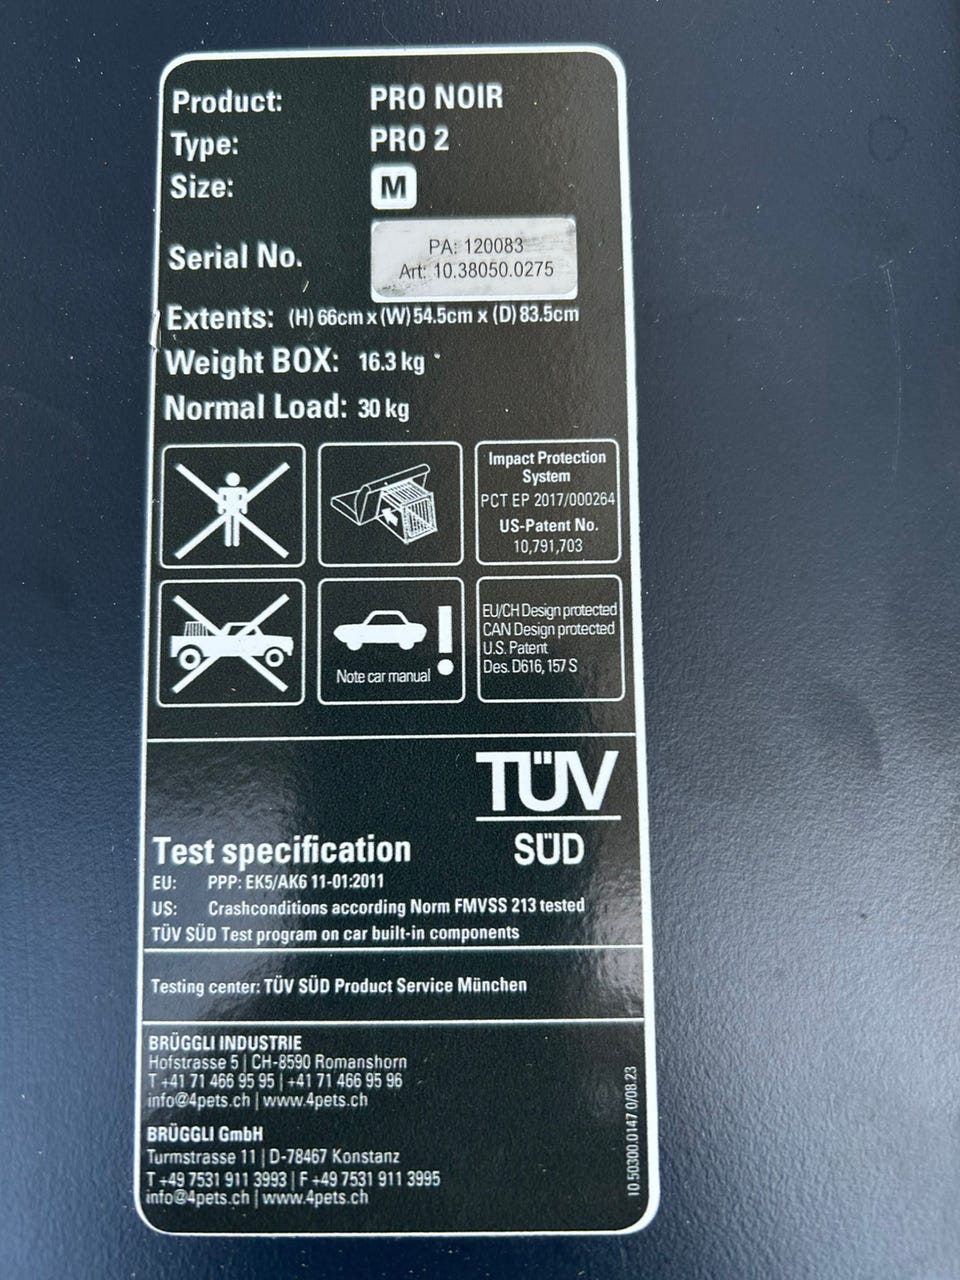 Product: PRO NOIR
Type: PRO 2
Size: M
Serial No. PA: 120083
Art: 10.38050.0275
Extents: (H) 66cm x (W) 54.5cm x (D) 83.5cm
Weight BOX: 16.3 kg
Normal Load: 30 kg
Impact Protection
System
PCT EP 2017/000264
US-Patent No.
10,791,703
Note car manual
EU/CH Design protected
CAN Design protected
U.S. Patent
Des. D616, 157 S
TÜV
SÜD
Test specification
EU: PPP: EK5/AK6 11-01:2011
US: Crashconditions according Norm FMVSS 213 tested
TÜV SÜD Test program on car built-in components
Testing center: TÜV SÜD Product Service München
BRÜGGLI INDUSTRIE
Hofstrasse 5 | CH-8590 Romanshorn
T +41 71 466 95 95 | +41 71 466 95 96
info@4pets.ch | www.4pets.ch
BRÜGGLI GmbH
Turmstrasse 11 | D-78467 Konstanz
T +49 7531 911 3993 | F +49 7531 911 3995
info@4pets.ch | www.4pets.ch
10.50300.0147.0/08.23